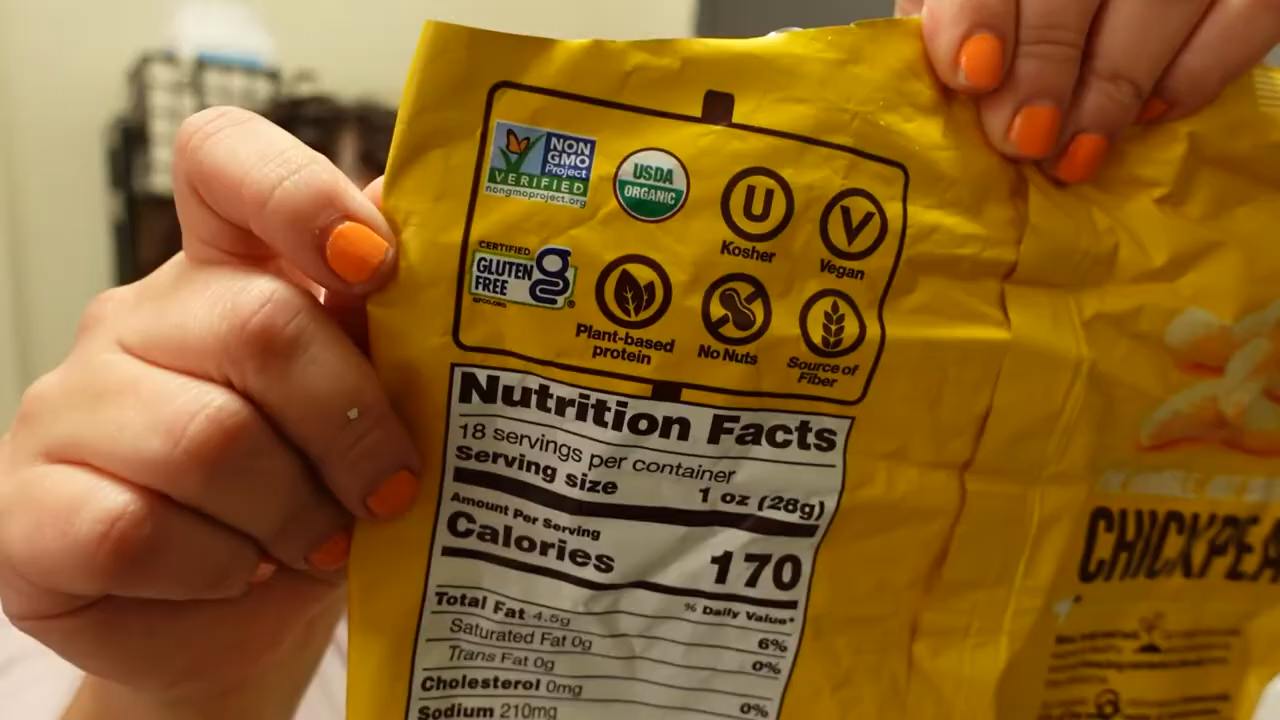 NON
GMO
Project
VERIFIED
nongmoproject.org
USDA
ORGANIC
U
Kosher
V
Vegan
CERTIFIED
GLUTEN
FREE
GFCO.ORG
g
®
Plant-based
protein
No Nuts
Source of
Fiber
Nutrition Facts
18 servings per container
Serving size 1 oz (28g)
Amount Per Serving
Calories 170
% Daily Value*
Total Fat 4.5g 6%
Saturated Fat 0g 0%
Trans Fat 0g
Cholesterol 0mg 0%
Sodium 210mg
CHICKPEA